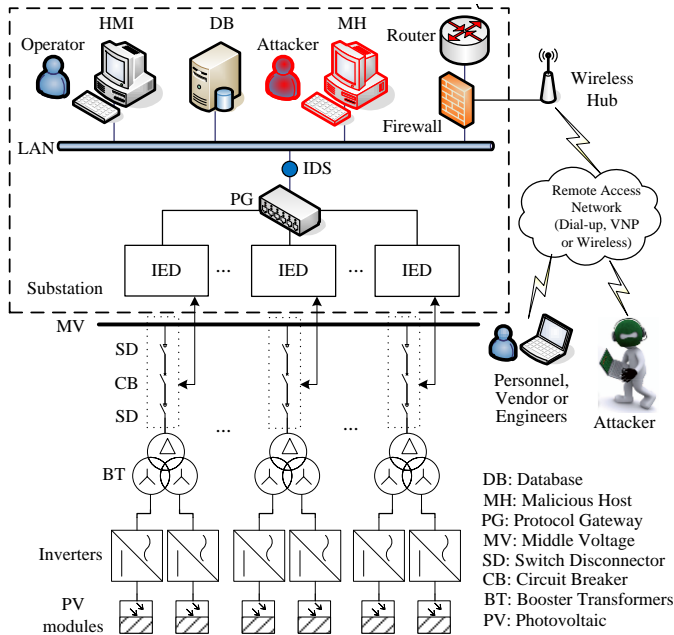 HMI
DB
MH
Operator
Attacker
Router
Wireless
Hub
Firewall
LAN
IDS
PG
Remote Access
Network
(Dial-up, VNP
or Wireless)
IED
...
IED
...
IED
Substation
MV
SD
CB
SD
Personnel,
Vendor or
Engineers
Attacker
...
...
BT
Inverters
PV
modules
DB: Database
MH: Malicious Host
PG: Protocol Gateway
MV: Middle Voltage
SD: Switch Disconnector
CB: Circuit Breaker
BT: Booster Transformers
PV: Photovoltaic